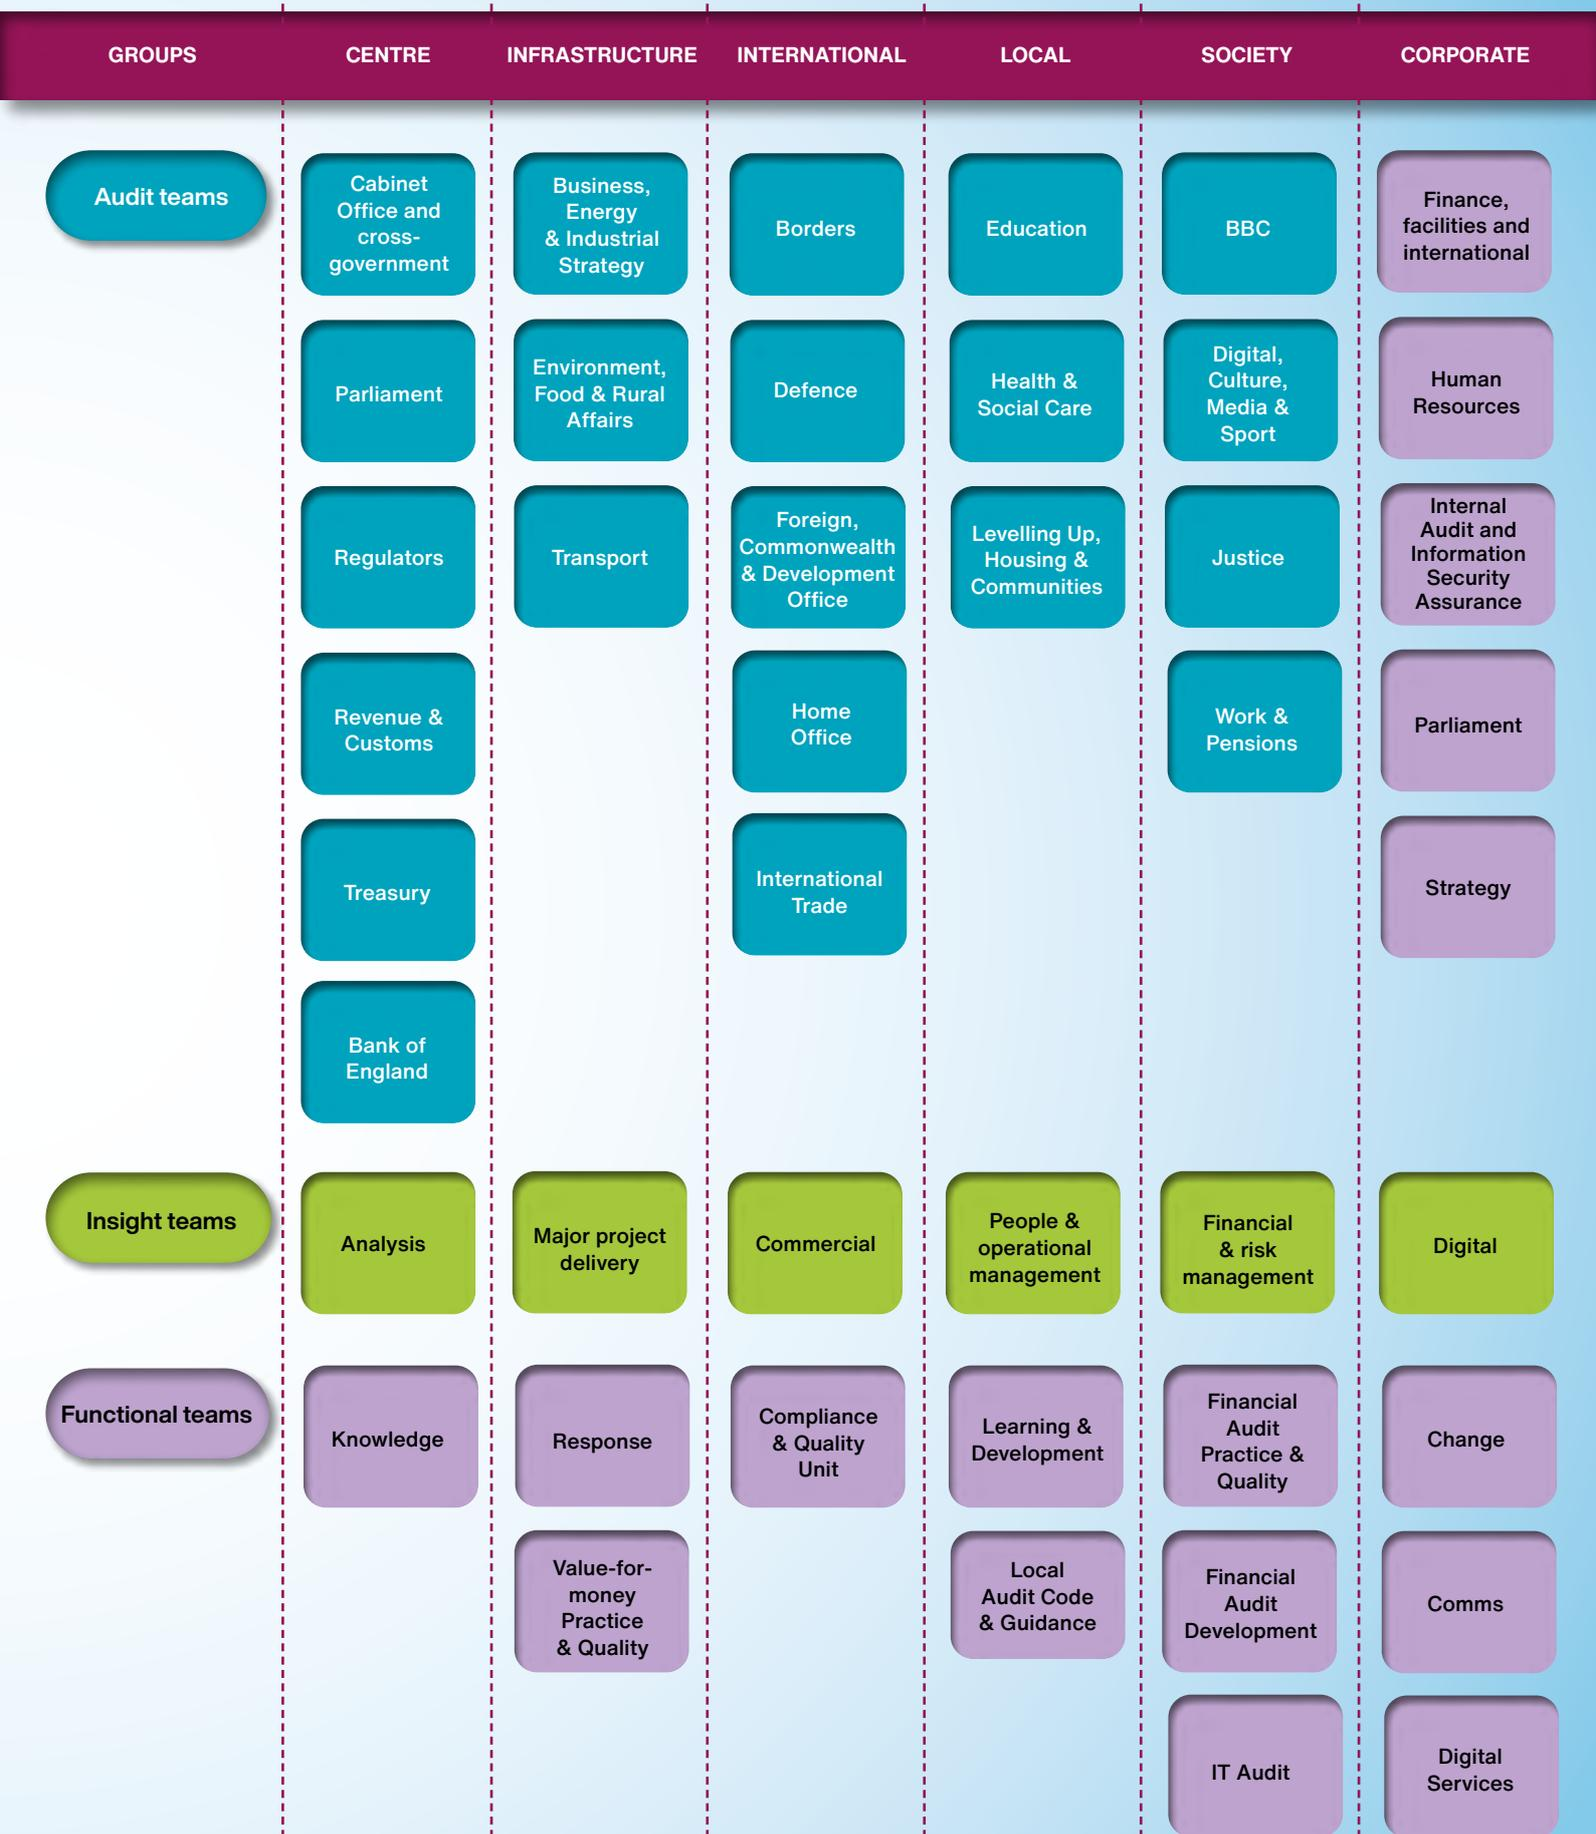 GROUPS
CENTRE
INFRASTRUCTURE
INTERNATIONAL
LOCAL
SOCIETY
CORPORATE
Audit teams
Cabinet
Office and
cross-
government
Business,
Energy
& Industrial
Strategy
Borders
Education
BBC
Finance,
facilities and
international
Parliament
Environment,
Food & Rural
Affairs
Defence
Health &
Social Care
Digital,
Culture,
Media &
Sport
Human
Resources
Regulators
Transport
Foreign,
Commonwealth
& Development
Office
Levelling Up,
Housing &
Communities
Justice
Internal
Audit and
Information
Security
Assurance
Revenue &
Customs
Home
Office
Work &
Pensions
Parliament
Treasury
International
Trade
Strategy
Bank of
England
Insight teams
Analysis
Major project
delivery
Commercial
People &
operational
management
Financial
& risk
management
Digital
Functional teams
Knowledge
Response
Compliance
& Quality
Unit
Learning &
Development
Financial
Audit
Practice &
Quality
Change
Value-for-
money
Practice
& Quality
Local
Audit Code
& Guidance
Financial
Audit
Development
Comms
IT Audit
Digital
Services